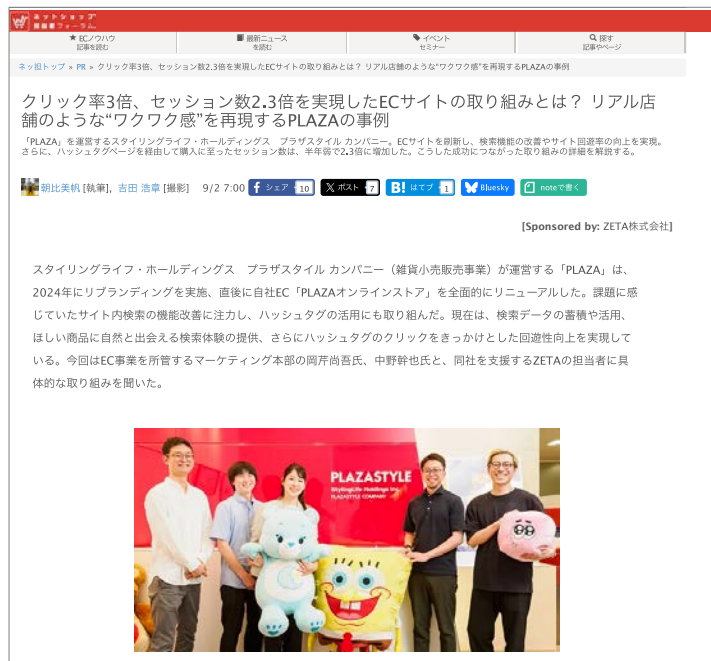 ネットショップ
担当者フォーラム
★ ECノウハウ
記事を読む
最新ニュース
を読む
イベント
セミナー
探す
記事やページ
ネッ担トップ » PR » クリック率3倍、セッション数2.3倍を実現したECサイトの取り組みとは？ リアル店舗のような“ワクワク感”を再現するPLAZAの事例
クリック率3倍、セッション数2.3倍を実現したECサイトの取り組みとは？ リアル店
舗のような“ワクワク感”を再現するPLAZAの事例
「PLAZA」を運営するスタイリングライフ・ホールディングス　プラザスタイル カンパニー。ECサイトを刷新し、検索機能の改善やサイト回遊率の向上を実現。
さらに、ハッシュタグページを経由して購入に至ったセッション数は、半年弱で2.3倍に増加した。こうした成功につながった取り組みの詳細を解説する。
朝比美帆 [執筆], 吉田 浩章 [撮影] 9/2 7:00 シェア 10 ポスト 7 B! はてブ 1 Bluesky noteで書く
[Sponsored by: ZETA株式会社]
スタイリングライフ・ホールディングス　プラザスタイル カンパニー（雑貨小売販売事業）が運営する「PLAZA」は、
2024年にリブランディングを実施、直後に自社EC「PLAZAオンラインストア」を全面的にリニューアルした。課題に感
じていたサイト内検索の機能改善に注力し、ハッシュタグの活用にも取り組んだ。現在は、検索データの蓄積や活用、
ほしい商品に自然と出会える検索体験の提供、さらにハッシュタグのクリックをきっかけとした回遊性向上を実現して
いる。今回はEC事業を所管するマーケティング本部の岡芹尚吾氏、中野幹也氏と、同社を支援するZETAの担当者に具
体的な取り組みを聞いた。
PLAZASTYLE
StylingLife Holdings Inc.
PLAZASTYLE COMPANY